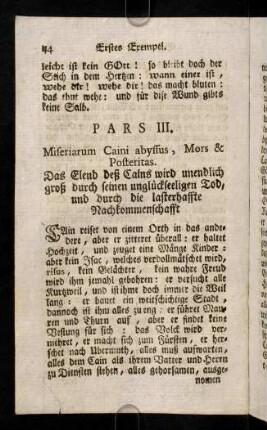 44 Erstes Exempel.
leicht ist kein GOtt! so bleibt doch der
Stich in dem Hertzen: wann einer ist,
wehe dir! wehe dir! das macht bluten:
das thut wehe: und für dise Wund gibts
keine Salb.
PARS III.
Miseriarum Caini abyssus, Mors &
Posteritas.
Das Elend deß Cains wird unendlich
groß durch seinen unglückseeligen Tod,
und durch die lasterhaffte
Nachkommenschafft
CAin reiset von einem Orth in das ande-
dere, aber er zitteret überall: er haltet
Hochzeit, und zeuget eine Mänge Kinder:
aber kein Isac, welches verdollmätschet wird,
risus, kein Gelächter, kein wahre Freud
wird ihm jemahl gebohren: er versucht alle
Kurtzweil, und ist ihme doch immer die Weil
lang: er bauet ein weitschichtige Stadt,
dannoch ist ihm alles zu eng: er führet Mau-
ren und Thurn auf, aber er findet keine
Vestung für sich: das Volck wird ver-
mehret, er macht sich zum Fürsten, er her-
schet nach Ubermuth, alles muß aufwarten,
alles dem Cain als ihrem Vatter und Herrn
zu Diensten stehen, alles gehorsamen, ausge-
nomen